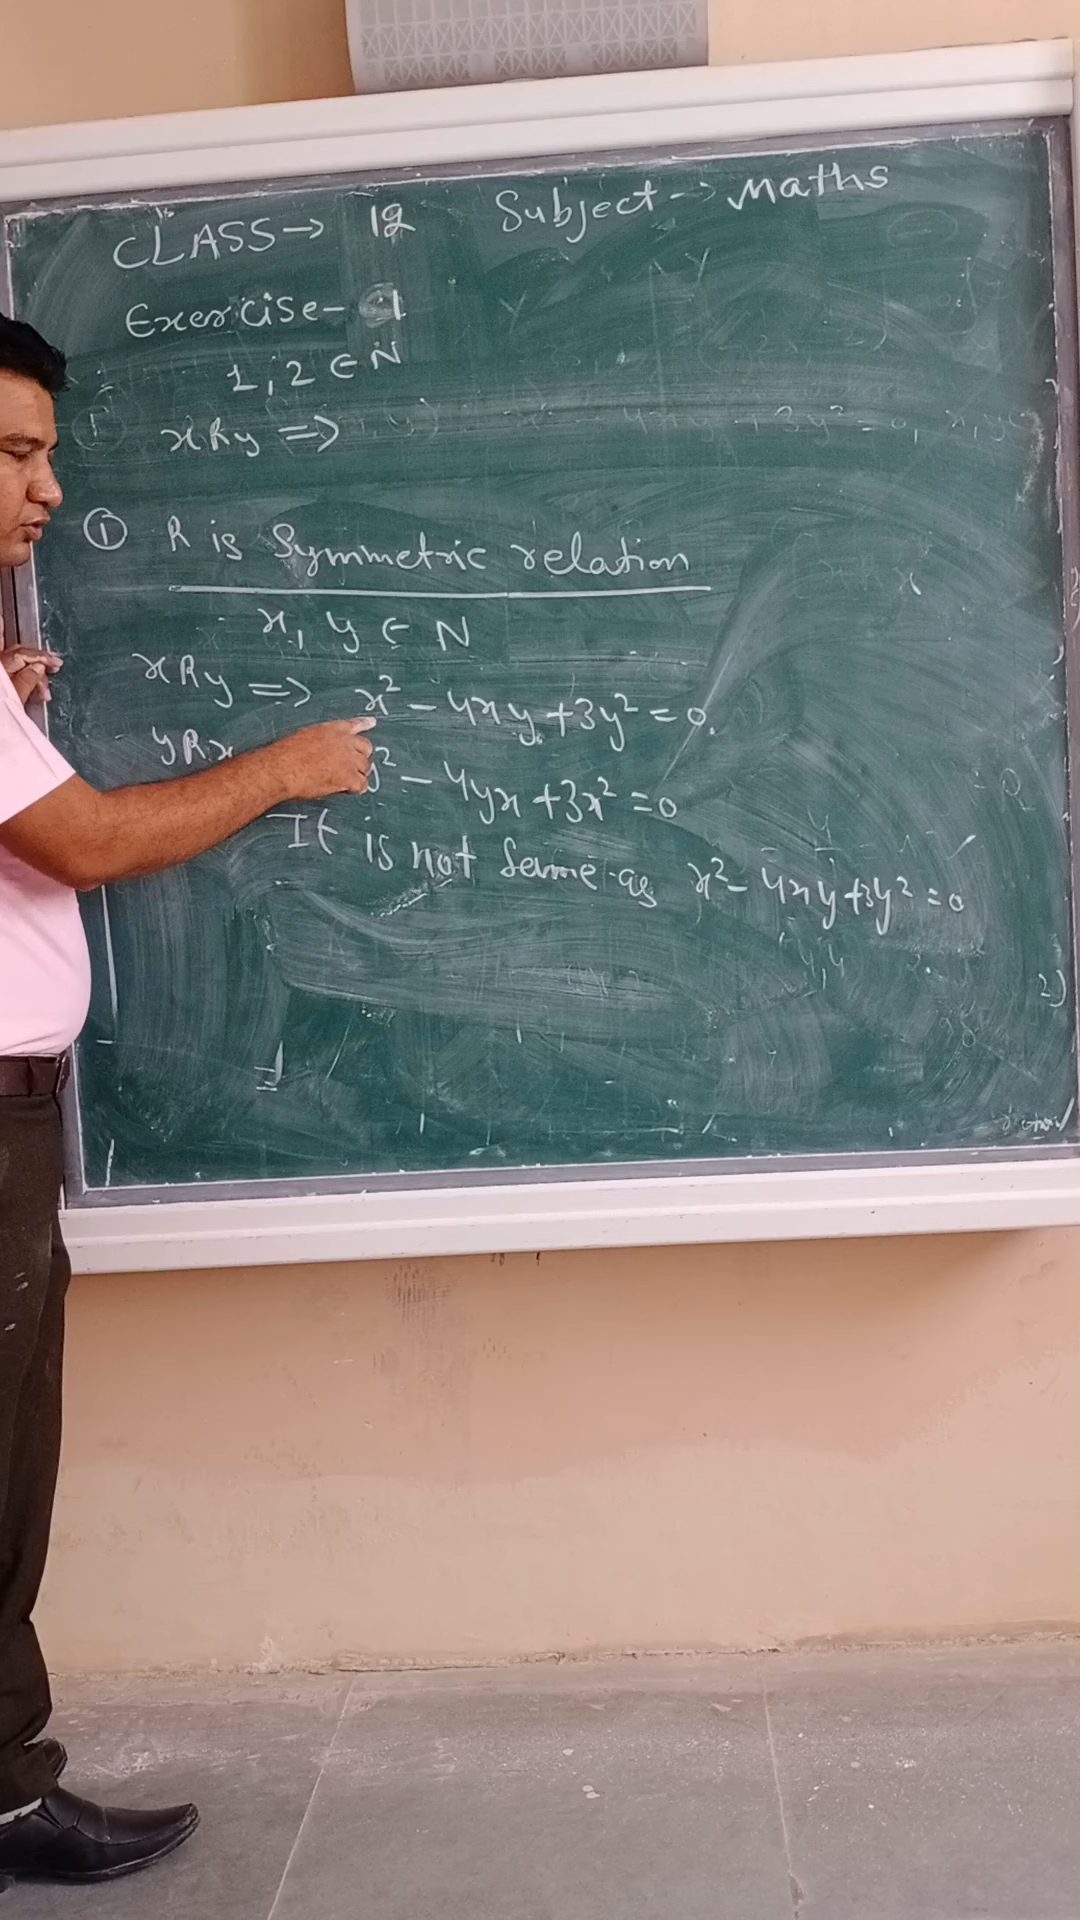 CLASS → 12 Subject → Maths
Exercise - 1
1, 2 ∈ N
xRy ⇒
① R is Symmetric relation
x, y ∈ N
xRy ⇒ x² - 4xy + 3y² = 0
yRx y² - 4yx + 3x² = 0
It is not Same as x² - 4xy + 3y² = 0